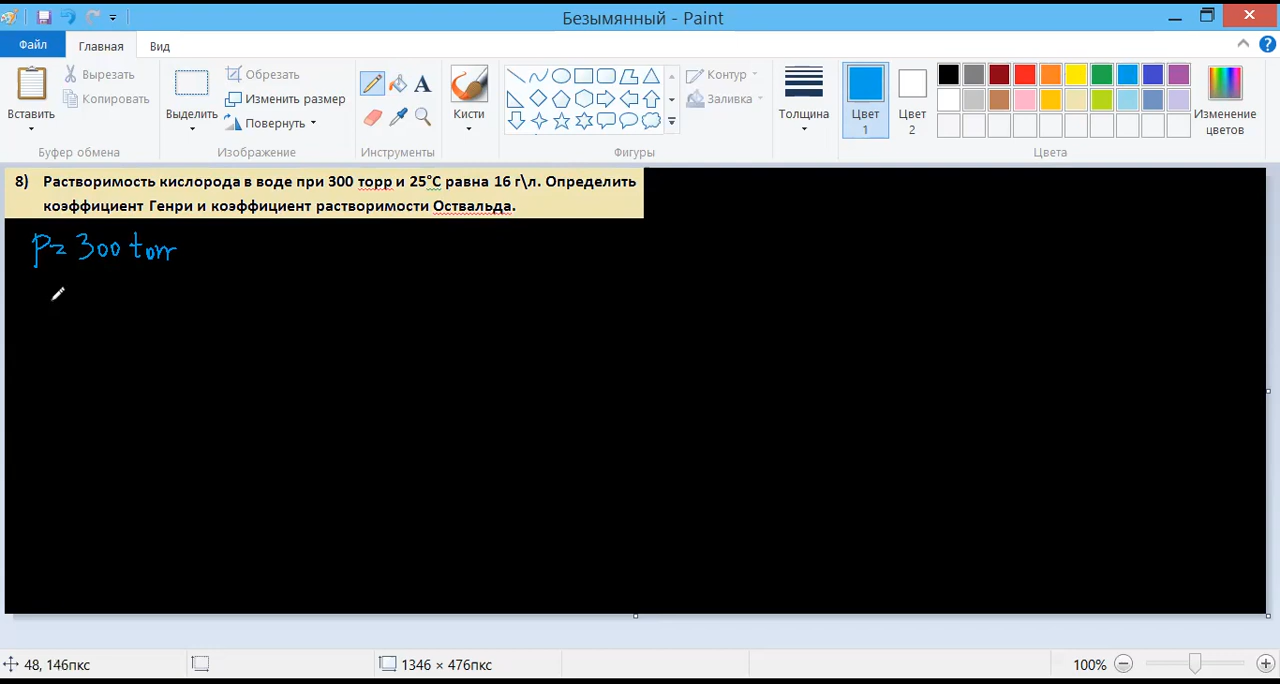 Безымянный - Paint
Файл
Главная
Вид
Вставить
Вырезать
Копировать
Буфер обмена
Выделить
Обрезать
Изменить размер
Повернуть
Изображение
A
Инструменты
Кисти
Фигуры
Контур
Заливка
Толщина
Цвет
1
Цвет
2
Изменение
цветов
Цвета
8) Растворимость кислорода в воде при 300 торр и 25°С равна 16 г\л. Определить
коэффициент Генри и коэффициент растворимости Оствальда.
p= 300 torr
48, 146пкс
1346 × 476пкс
100%